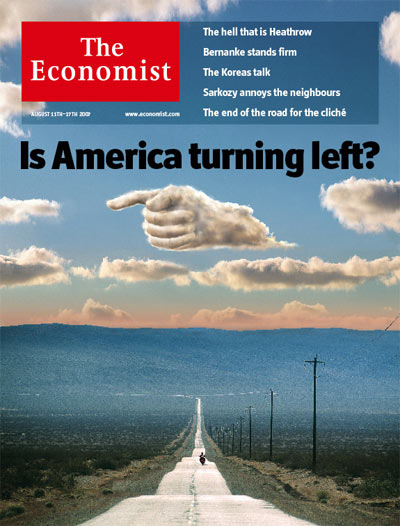 The
Economist
AUGUST 11TH–17TH 2007
www.economist.com
The hell that is Heathrow
Bernanke stands firm
The Koreas talk
Sarkozy annoys the neighbours
The end of the road for the cliché
Is America turning left?